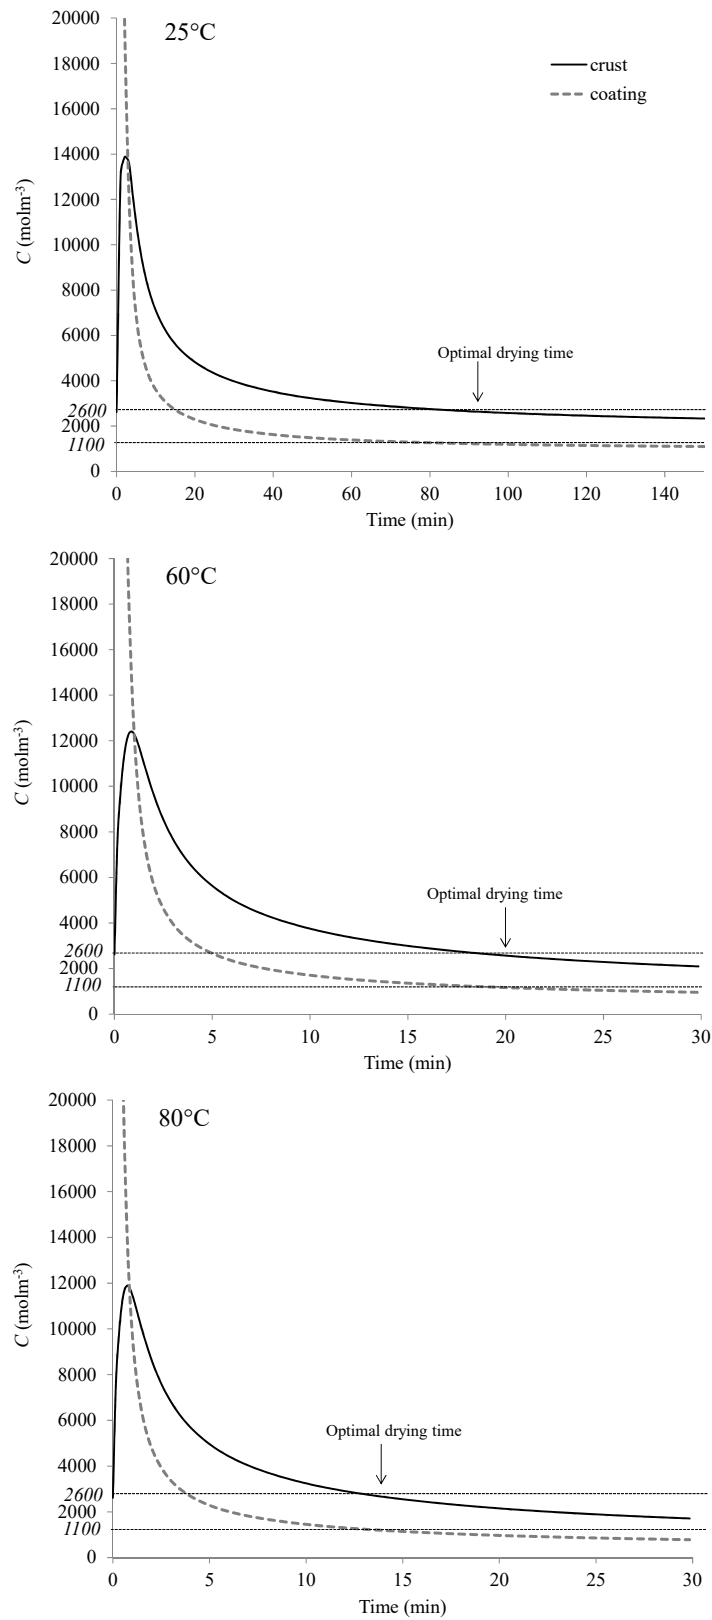 25°C
crust
coating
C (molm-3)
20000
18000
16000
14000
12000
10000
8000
6000
4000
2600
2000
1100
0
Optimal drying time
0 20 40 60 80 100 120 140
Time (min)
60°C
C (molm-3)
20000
18000
16000
14000
12000
10000
8000
6000
4000
2600
2000
1100
0
Optimal drying time
0 5 10 15 20 25 30
Time (min)
80°C
C (molm-3)
20000
18000
16000
14000
12000
10000
8000
6000
4000
2600
2000
1100
0
Optimal drying time
0 5 10 15 20 25 30
Time (min)